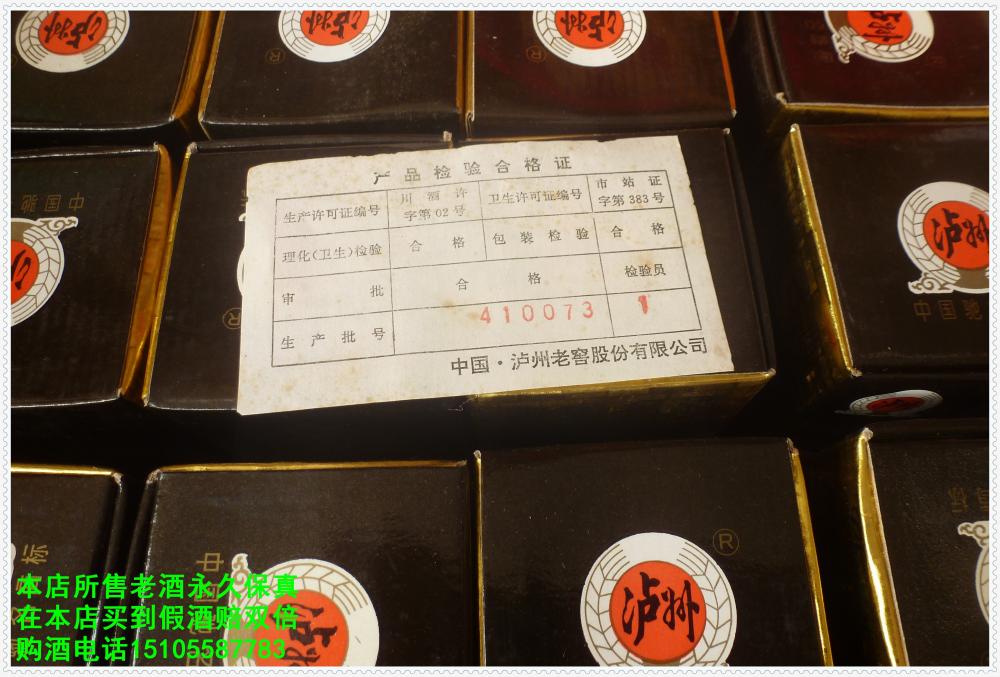 产品检验合格证
生产许可证编号 川酒许字第02号 卫生许可证编号 市站证字第383号
理化(卫生)检验 合格 包装检验 合格
审批 合格 检验员
生产批号 410073 1
中国·泸州老窖股份有限公司
中国驰
泸州
中国驰
®
泸州
本店所售老酒永久保真
在本店买到假酒赔双倍
购酒电话15105587783